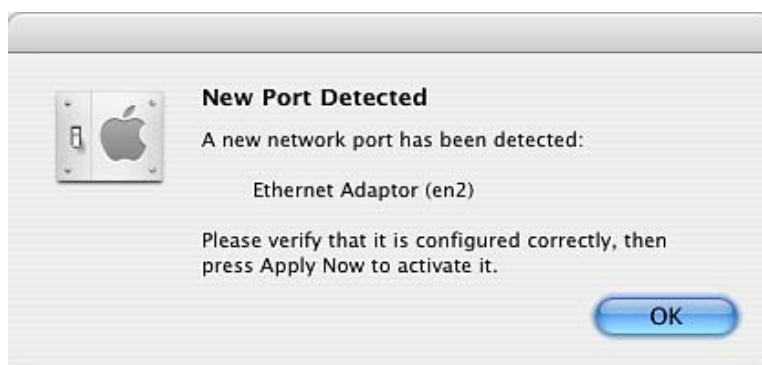 New Port Detected
A new network port has been detected:
Ethernet Adaptor (en2)
Please verify that it is configured correctly, then
press Apply Now to activate it.
OK